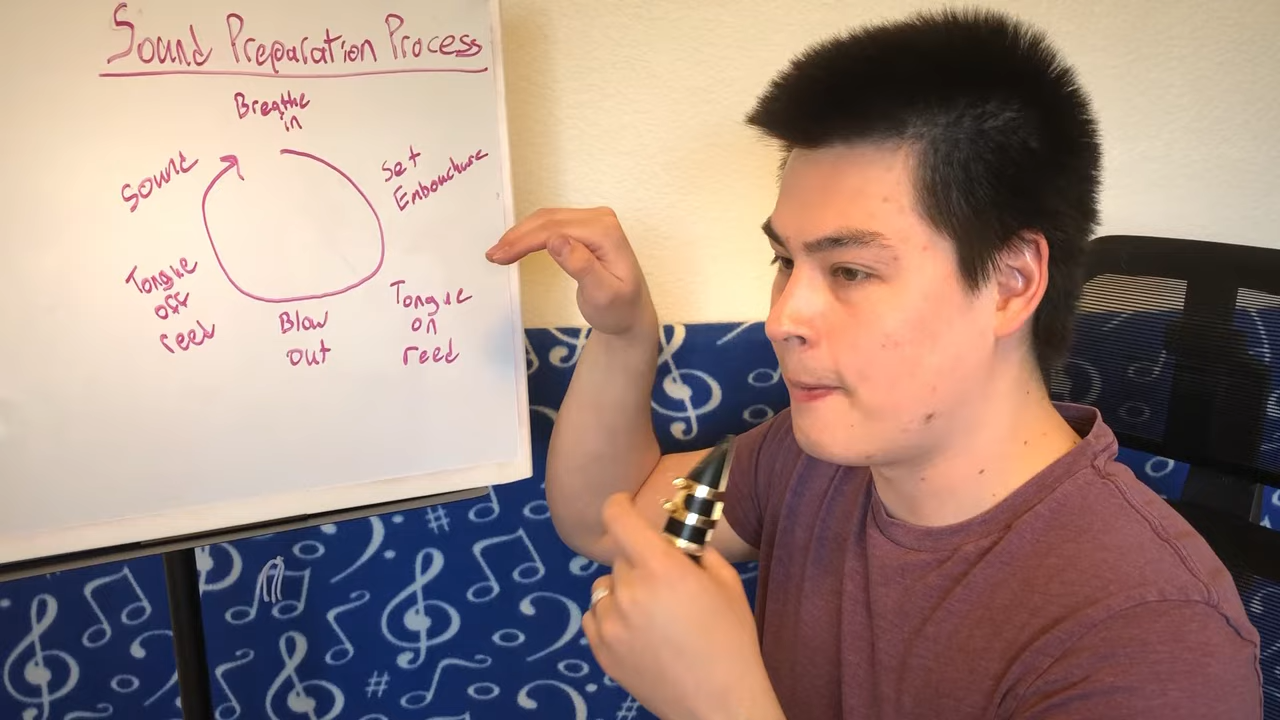 Sound Preparation Process
Breathe
in
Set
Embouchure
Tongue
on
reed
Blow
out
Tongue
off
reed
Sound